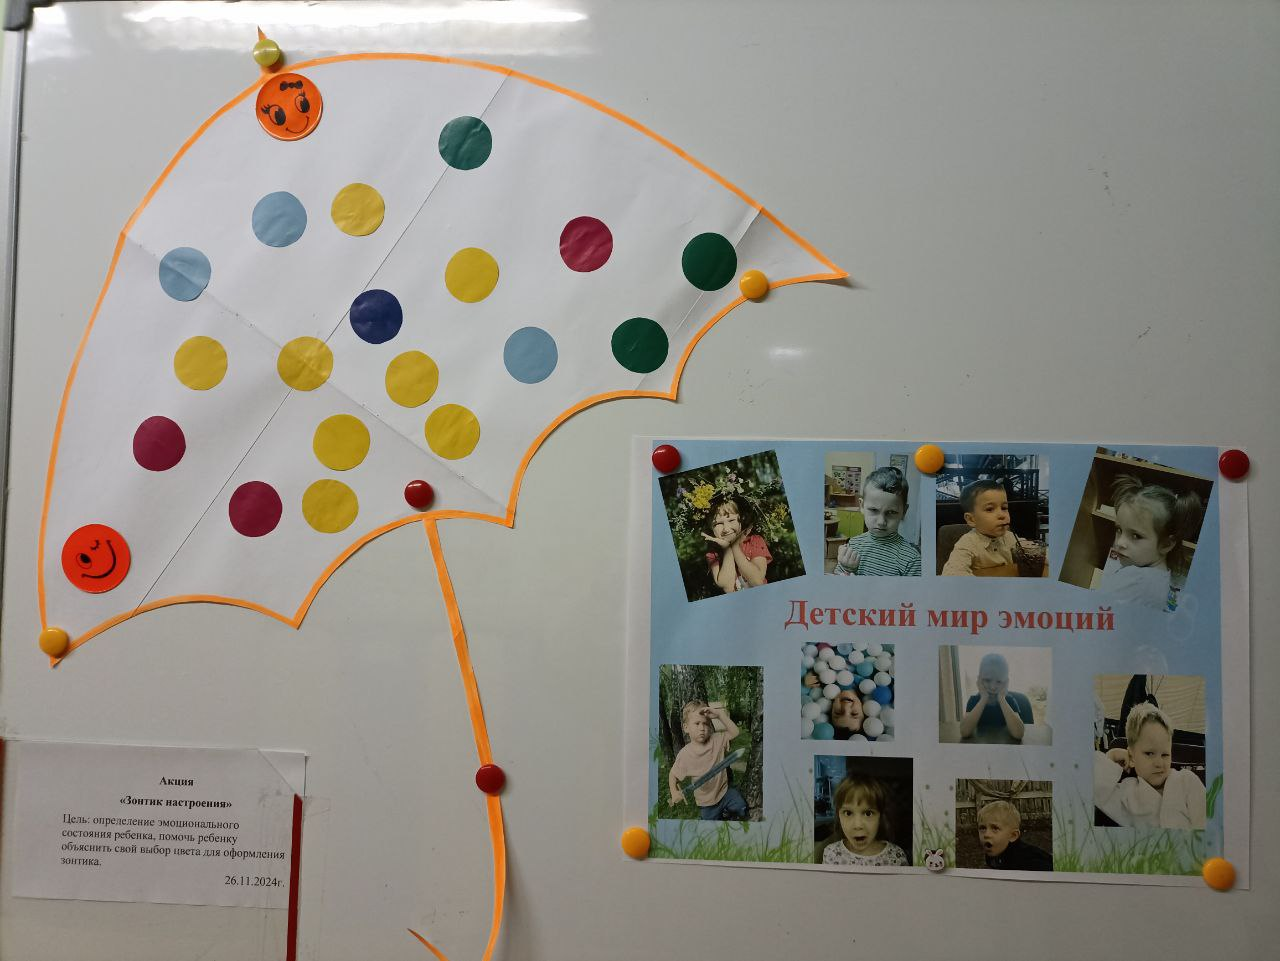 Детский мир эмоций
Акция
«Зонтик настроения»
Цель: определение эмоционального
состояния ребенка, помочь ребенку
объяснить свой выбор цвета для оформления
зонтика.
26.11.2024г.